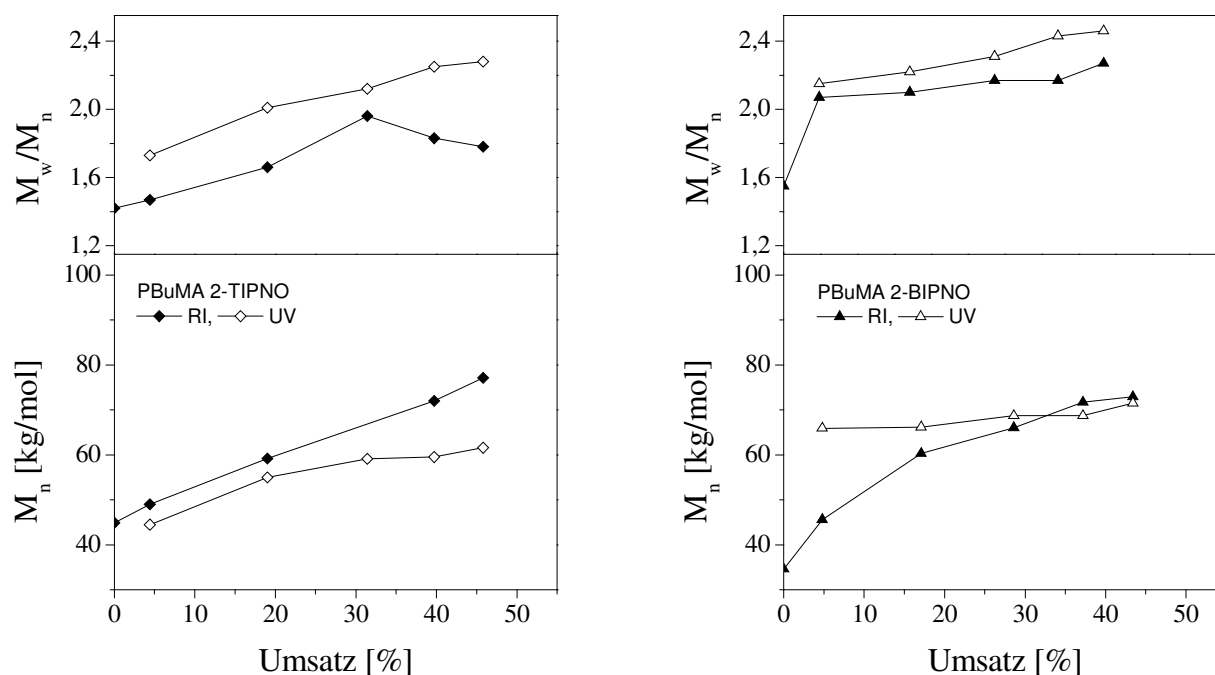 2,4
2,0
1,6
1,2
M_w/M_n
100
80
60
40
M_n [kg/mol]
PBuMA 2-TIPNO
RI, UV
0 10 20 30 40 50
Umsatz [%]
2,4
2,0
1,6
1,2
M_w/M_n
100
80
60
40
M_n [kg/mol]
PBuMA 2-BIPNO
RI, UV
0 10 20 30 40 50
Umsatz [%]